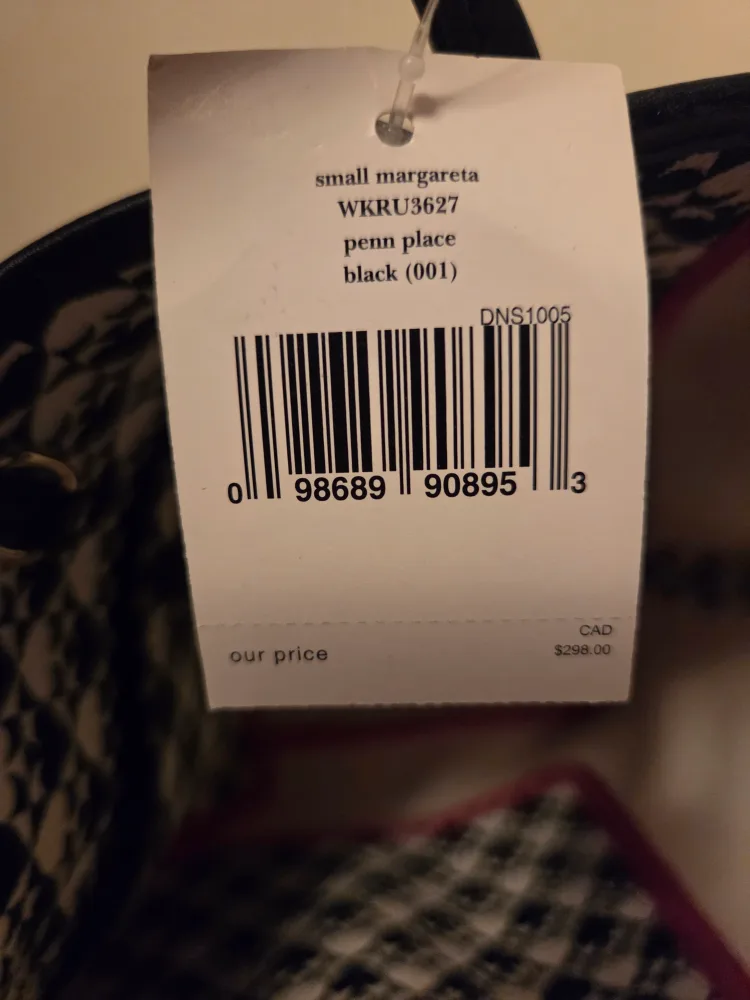 small margareta
WKRU3627
penn place
black (001)
DNS1005
0 98689 90895 3
our price
CAD
$298.00